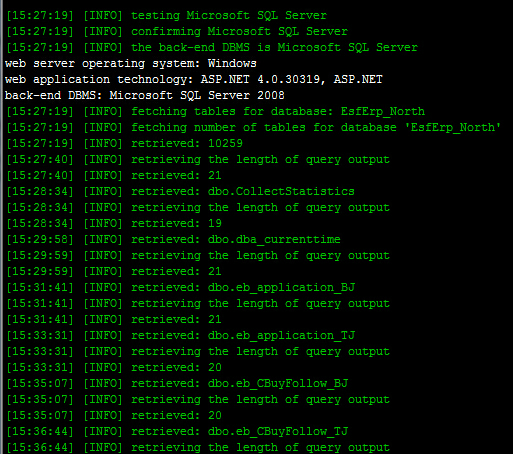 [15:27:19] [INFO] testing Microsoft SQL Server
[15:27:19] [INFO] confirming Microsoft SQL Server
[15:27:19] [INFO] the back-end DBMS is Microsoft SQL Server
web server operating system: Windows
web application technology: ASP.NET 4.0.30319, ASP.NET
back-end DBMS: Microsoft SQL Server 2008
[15:27:19] [INFO] fetching tables for database: EsfErp_North
[15:27:19] [INFO] fetching number of tables for database 'EsfErp_North'
[15:27:19] [INFO] retrieved: 10259
[15:27:40] [INFO] retrieving the length of query output
[15:27:40] [INFO] retrieved: 21
[15:28:34] [INFO] retrieved: dbo.CollectStatistics
[15:28:34] [INFO] retrieving the length of query output
[15:28:34] [INFO] retrieved: 19
[15:29:58] [INFO] retrieved: dbo.dba_currenttime
[15:29:59] [INFO] retrieving the length of query output
[15:29:59] [INFO] retrieved: 21
[15:31:41] [INFO] retrieved: dbo.eb_application_BJ
[15:31:41] [INFO] retrieving the length of query output
[15:31:41] [INFO] retrieved: 21
[15:33:31] [INFO] retrieved: dbo.eb_application_TJ
[15:33:31] [INFO] retrieving the length of query output
[15:33:31] [INFO] retrieved: 20
[15:35:07] [INFO] retrieved: dbo.eb_CBuyFollow_BJ
[15:35:07] [INFO] retrieving the length of query output
[15:35:07] [INFO] retrieved: 20
[15:36:44] [INFO] retrieved: dbo.eb_CBuyFollow_TJ
[15:36:44] [INFO] retrieving the length of query output